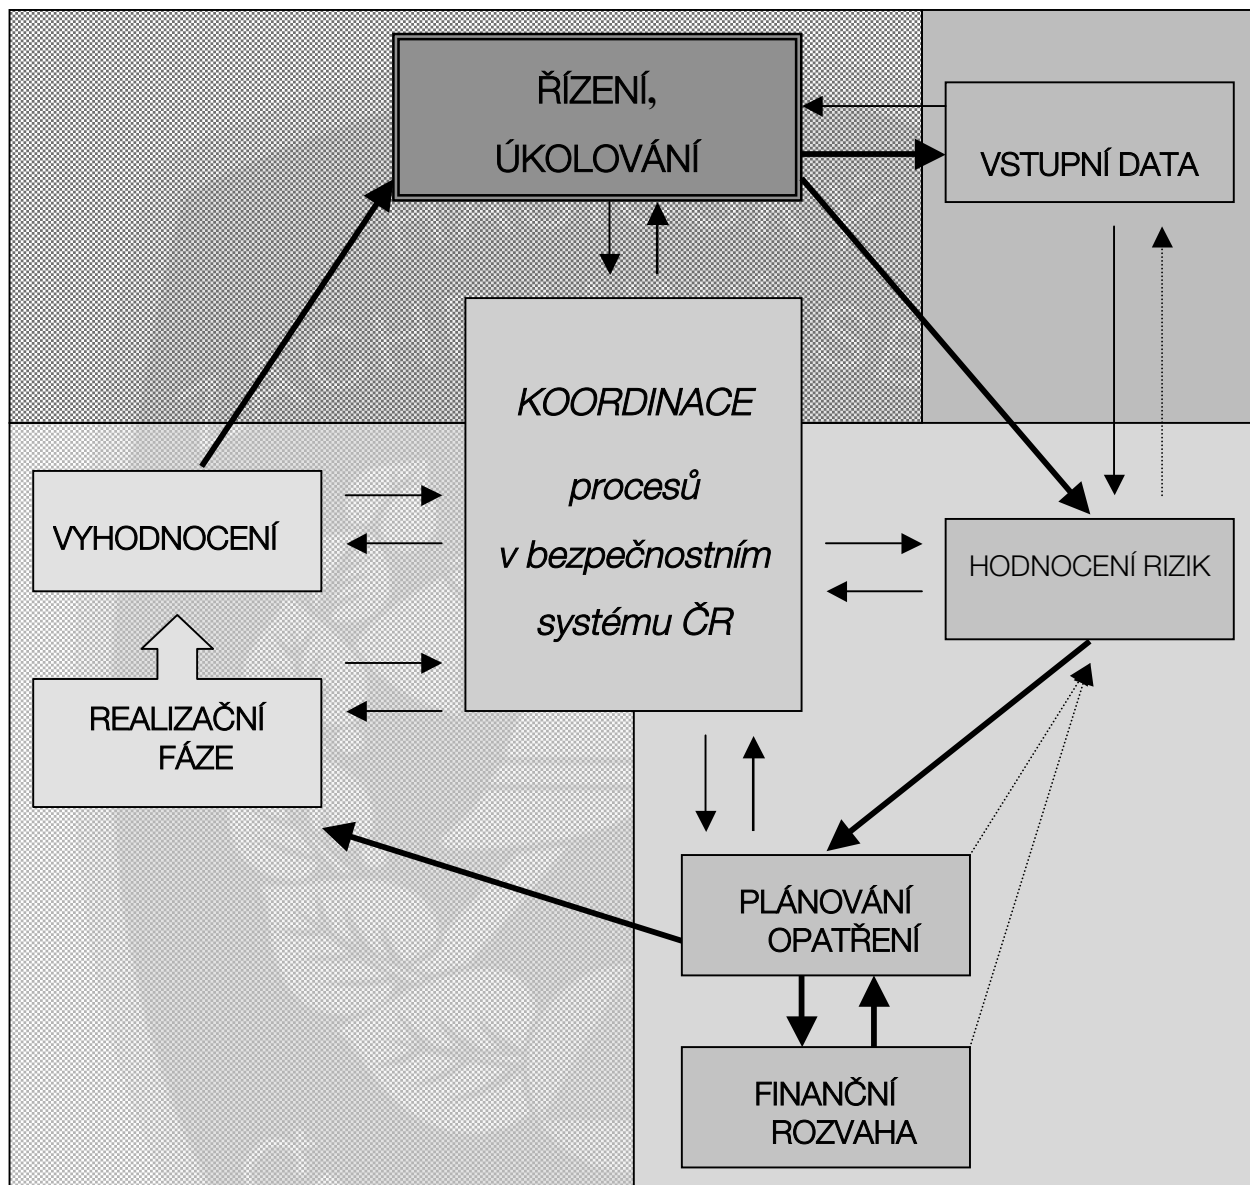 ŘÍZENÍ,
ÚKOLOVÁNÍ
VSTUPNÍ DATA
KOORDINACE
procesů
v bezpečnostním
systému ČR
VYHODNOCENÍ
HODNOCENÍ RIZIK
REALIZAČNÍ
FÁZE
PLÁNOVÁNÍ
OPATŘENÍ
FINANČNÍ
ROZVAHA